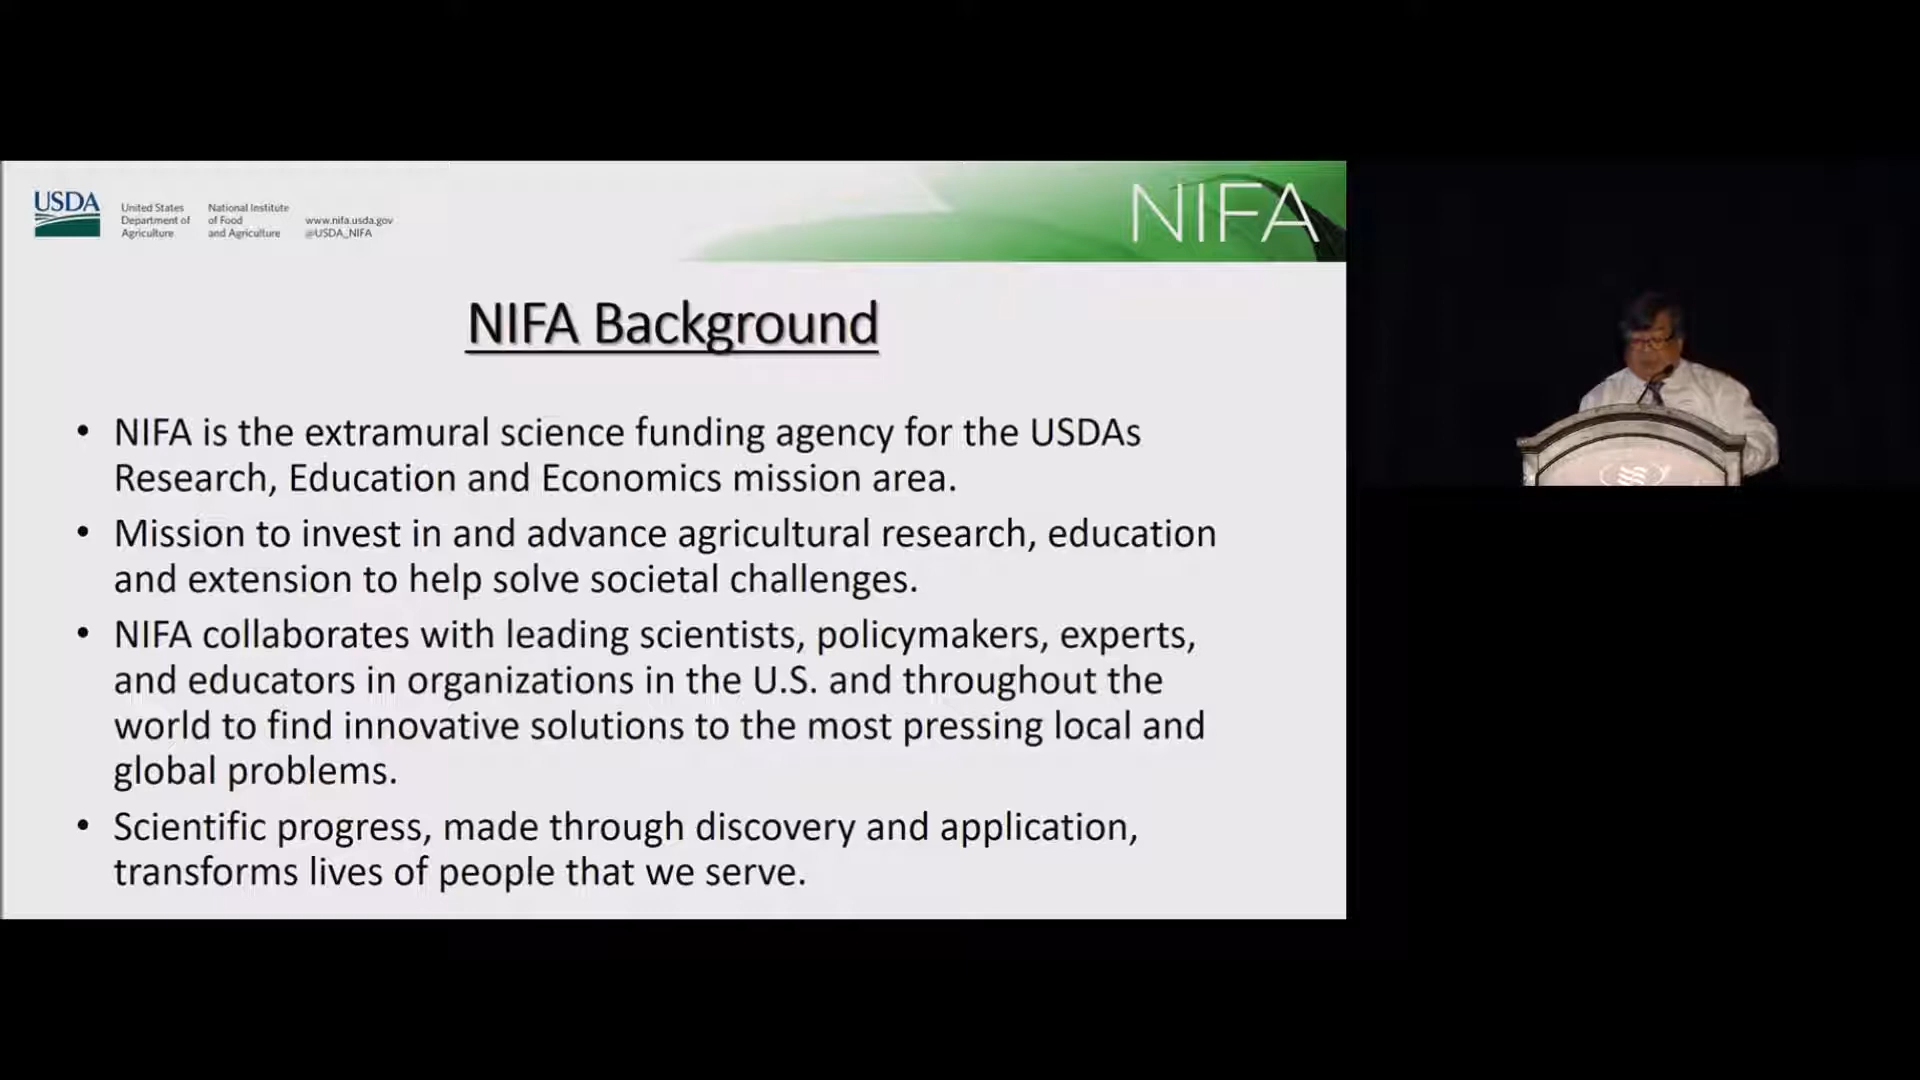 USDA
United States
Department of
Agriculture
National Institute
of Food
and Agriculture
www.nifa.usda.gov
@USDA_NIFA
NIFA
NIFA Background
• NIFA is the extramural science funding agency for the USDAs
Research, Education and Economics mission area.
• Mission to invest in and advance agricultural research, education
and extension to help solve societal challenges.
• NIFA collaborates with leading scientists, policymakers, experts,
and educators in organizations in the U.S. and throughout the
world to find innovative solutions to the most pressing local and
global problems.
• Scientific progress, made through discovery and application,
transforms lives of people that we serve.